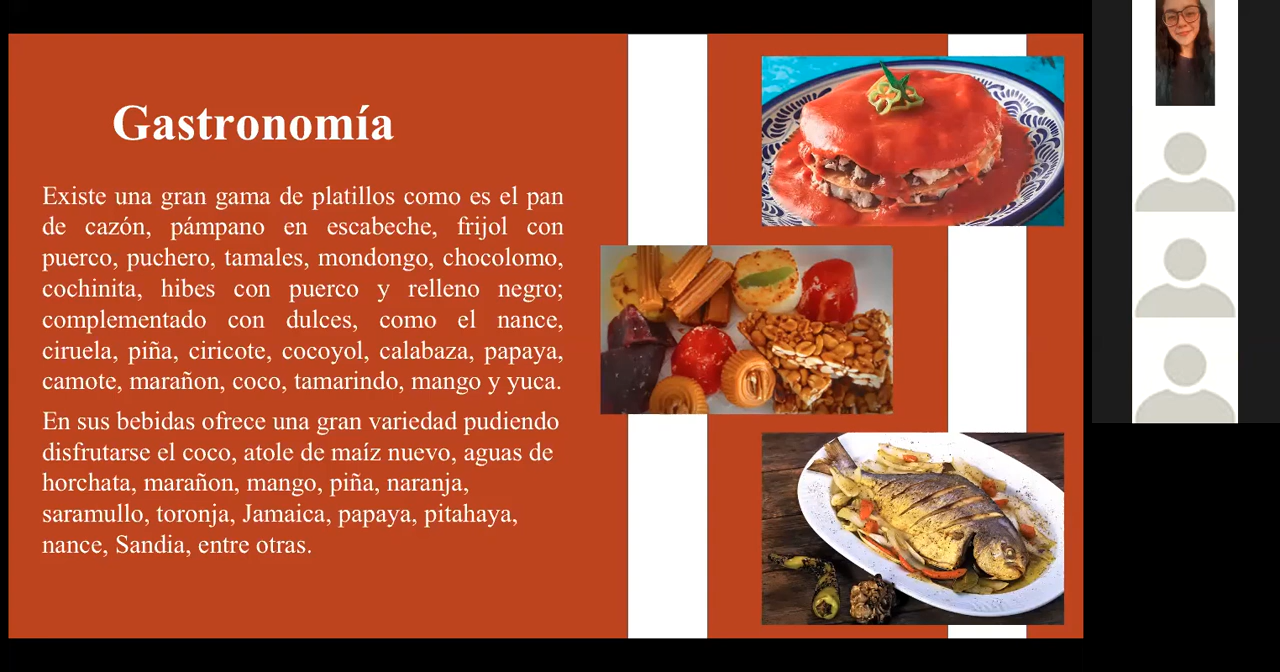 Gastronomía
Existe una gran gama de platillos como es el pan
de cazón, pámpano en escabeche, frijol con
puerco, puchero, tamales, mondongo, chocolomo,
cochinita, hibes con puerco y relleno negro;
complementado con dulces, como el nance,
ciruela, piña, ciricote, cocoyol, calabaza, papaya,
camote, marañon, coco, tamarindo, mango y yuca.
En sus bebidas ofrece una gran variedad pudiendo
disfrutarse el coco, atole de maíz nuevo, aguas de
horchata, marañon, mango, piña, naranja,
saramullo, toronja, Jamaica, papaya, pitahaya,
nance, Sandia, entre otras.